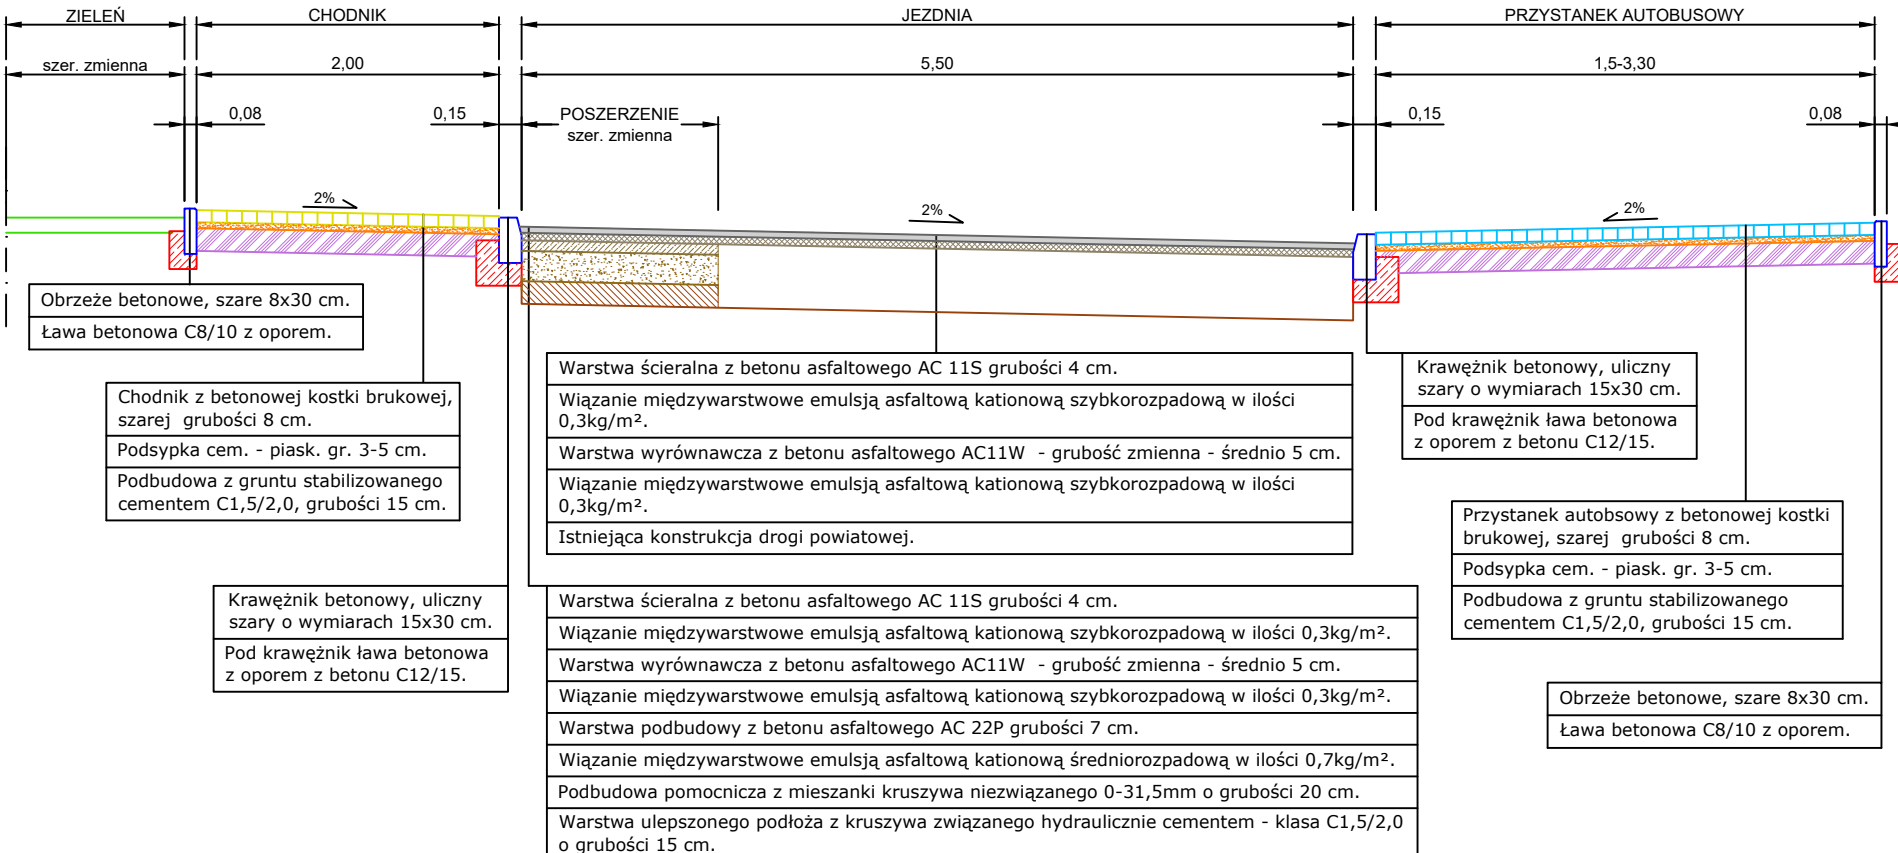 ZIELEŃ
CHODNIK
JEZDNIA
PRZYSTANEK AUTOBUSOWY
szer. zmienna
2,00
5,50
1,5-3,30
0,08
0,15
POSZERZENIE
szer. zmienna
0,15
0,08
2%
2%
2%
Obrzeże betonowe, szare 8x30 cm.
Ława betonowa C8/10 z oporem.
Chodnik z betonowej kostki brukowej,
szarej  grubości 8 cm.
Podsypka cem. - piask. gr. 3-5 cm.
Podbudowa z gruntu stabilizowanego
cementem C1,5/2,0, grubości 15 cm.
Krawężnik betonowy, uliczny
szary o wymiarach 15x30 cm.
Pod krawężnik ława betonowa
z oporem z betonu C12/15.
Warstwa ścieralna z betonu asfaltowego AC 11S grubości 4 cm.
Wiązanie międzywarstwowe emulsją asfaltową kationową szybkorozpadową w ilości
0,3kg/m².
Warstwa wyrównawcza z betonu asfaltowego AC11W  - grubość zmienna - średnio 5 cm.
Wiązanie międzywarstwowe emulsją asfaltową kationową szybkorozpadową w ilości
0,3kg/m².
Istniejąca konstrukcja drogi powiatowej.
Warstwa ścieralna z betonu asfaltowego AC 11S grubości 4 cm.
Wiązanie międzywarstwowe emulsją asfaltową kationową szybkorozpadową w ilości 0,3kg/m².
Warstwa wyrównawcza z betonu asfaltowego AC11W  - grubość zmienna - średnio 5 cm.
Wiązanie międzywarstwowe emulsją asfaltową kationową szybkorozpadową w ilości 0,3kg/m².
Warstwa podbudowy z betonu asfaltowego AC 22P grubości 7 cm.
Wiązanie międzywarstwowe emulsją asfaltową kationową średniorozpadową w ilości 0,7kg/m².
Podbudowa pomocnicza z mieszanki kruszywa niezwiązanego 0-31,5mm o grubości 20 cm.
Warstwa ulepszonego podłoża z kruszywa związanego hydraulicznie cementem - klasa C1,5/2,0
o grubości 15 cm.
Krawężnik betonowy, uliczny
szary o wymiarach 15x30 cm.
Pod krawężnik ława betonowa
z oporem z betonu C12/15.
Przystanek autobsowy z betonowej kostki
brukowej, szarej  grubości 8 cm.
Podsypka cem. - piask. gr. 3-5 cm.
Podbudowa z gruntu stabilizowanego
cementem C1,5/2,0, grubości 15 cm.
Obrzeże betonowe, szare 8x30 cm.
Ława betonowa C8/10 z oporem.